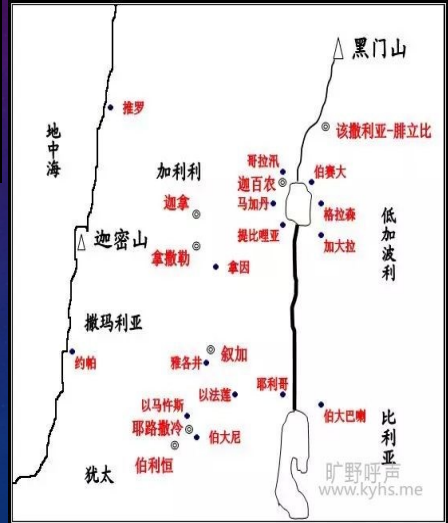 黑门山
推罗
地中海
该撒利亚-腓立比
哥拉汛
加利利
迦百农
伯赛大
迦拿
马加丹
格拉森
低加波利
提比哩亚
加大拉
迦密山
拿撒勒
拿因
撒玛利亚
叙加
约帕
雅各井
以法莲
耶利哥
以马忤斯
伯大巴喇
耶路撒冷
伯大尼
比利亚
伯利恒
犹太
旷野呼声
www.kyhs.me